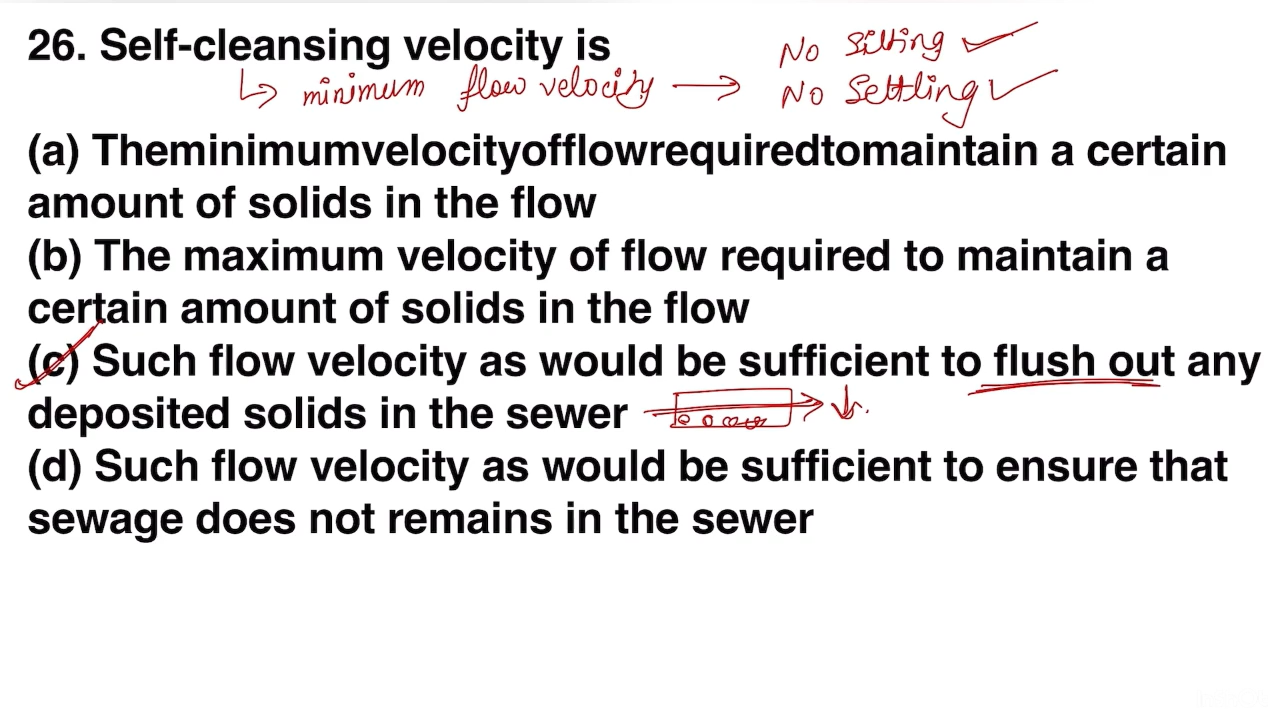 26. Self-cleansing velocity is
No Silting
↳ minimum flow velocity → No Settling
(a) Theminimumvelocityofflowrequiredtomaintain a certain
amount of solids in the flow
(b) The maximum velocity of flow required to maintain a
certain amount of solids in the flow
(c) Such flow velocity as would be sufficient to flush out any
deposited solids in the sewer
(d) Such flow velocity as would be sufficient to ensure that
sewage does not remains in the sewer